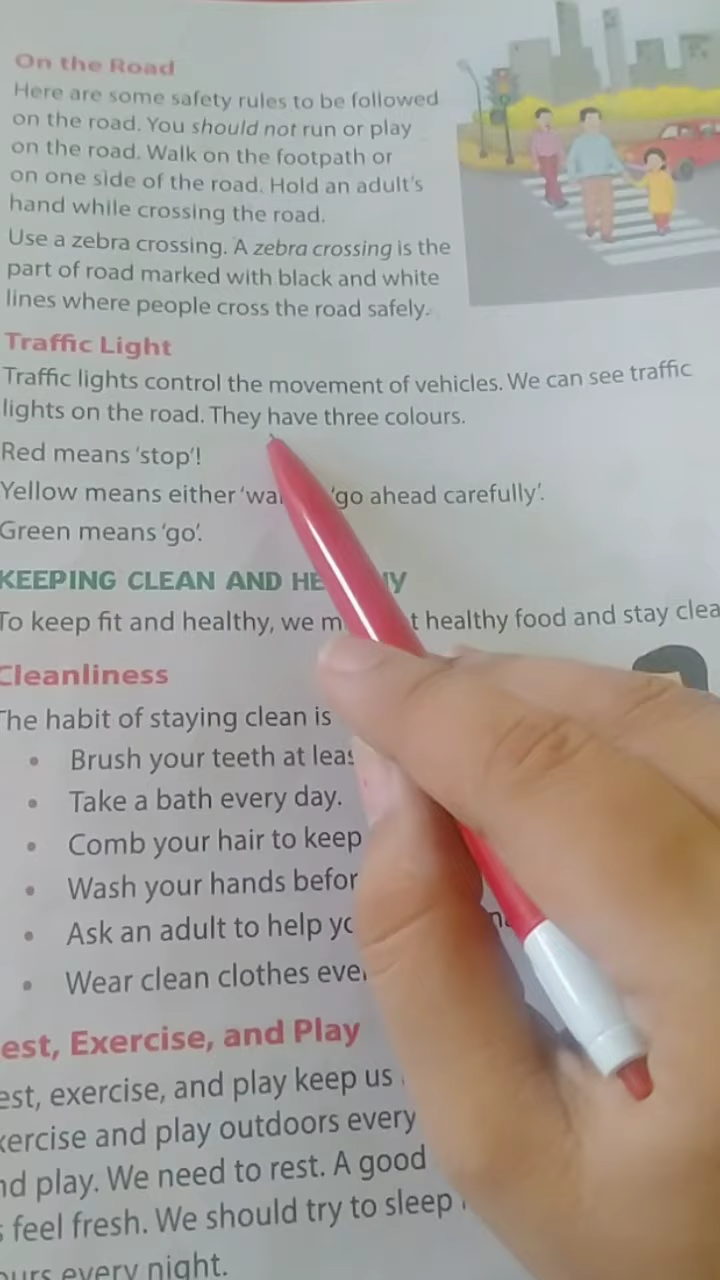 On the Road
Here are some safety rules to be followed
on the road. You should not run or play
on the road. Walk on the footpath or
on one side of the road. Hold an adult's
hand while crossing the road.
Use a zebra crossing. A zebra crossing is the
part of road marked with black and white
lines where people cross the road safely.
Traffic Light
Traffic lights control the movement of vehicles. We can see traffic
lights on the road. They have three colours.
Red means 'stop'!
Yellow means either 'go ahead carefully'.
Green means 'go'.
KEEPING CLEAN AND
To keep fit and healthy, we healthy food and stay
Cleanliness
The habit of staying clean is
• Brush your teeth at
• Take a bath every day.
• Comb your hair to keep
• Wash your hands
• Ask an adult to help
• Wear clean clothes
Exercise, and Play
exercise, and play keep us
and play outdoors every
play. We need to rest. A good
feel fresh. We should try to sleep
every night.